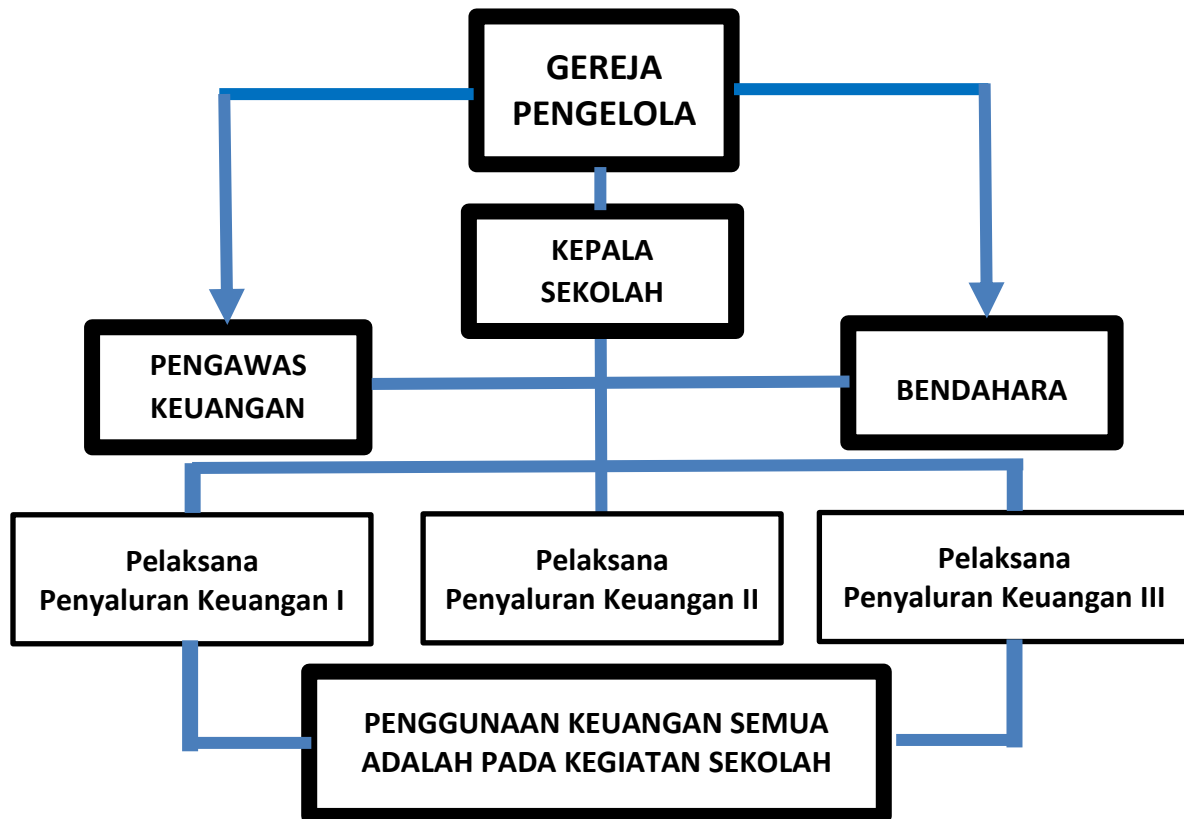 GEREJA
PENGELOLA
KEPALA
SEKOLAH
PENGAWAS
KEUANGAN
BENDAHARA
Pelaksana
Penyaluran Keuangan I
Pelaksana
Penyaluran Keuangan II
Pelaksana
Penyaluran Keuangan III
PENGGUNAAN KEUANGAN SEMUA
ADALAH PADA KEGIATAN SEKOLAH